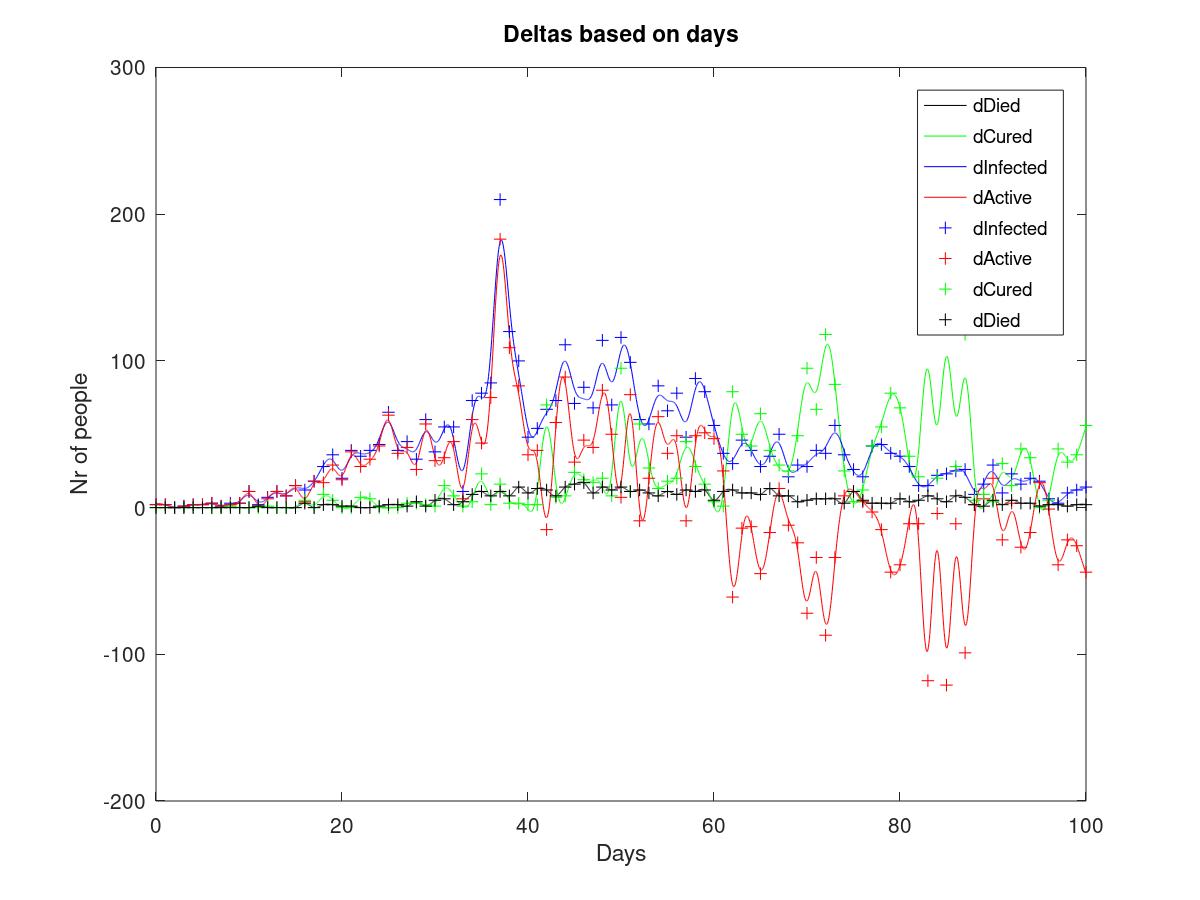 Deltas based on days
300
200
100
0
-100
-200
Nr of people
0 20 40 60 80 100
Days
dDied
dCured
dInfected
dActive
dInfected
dActive
dCured
dDied